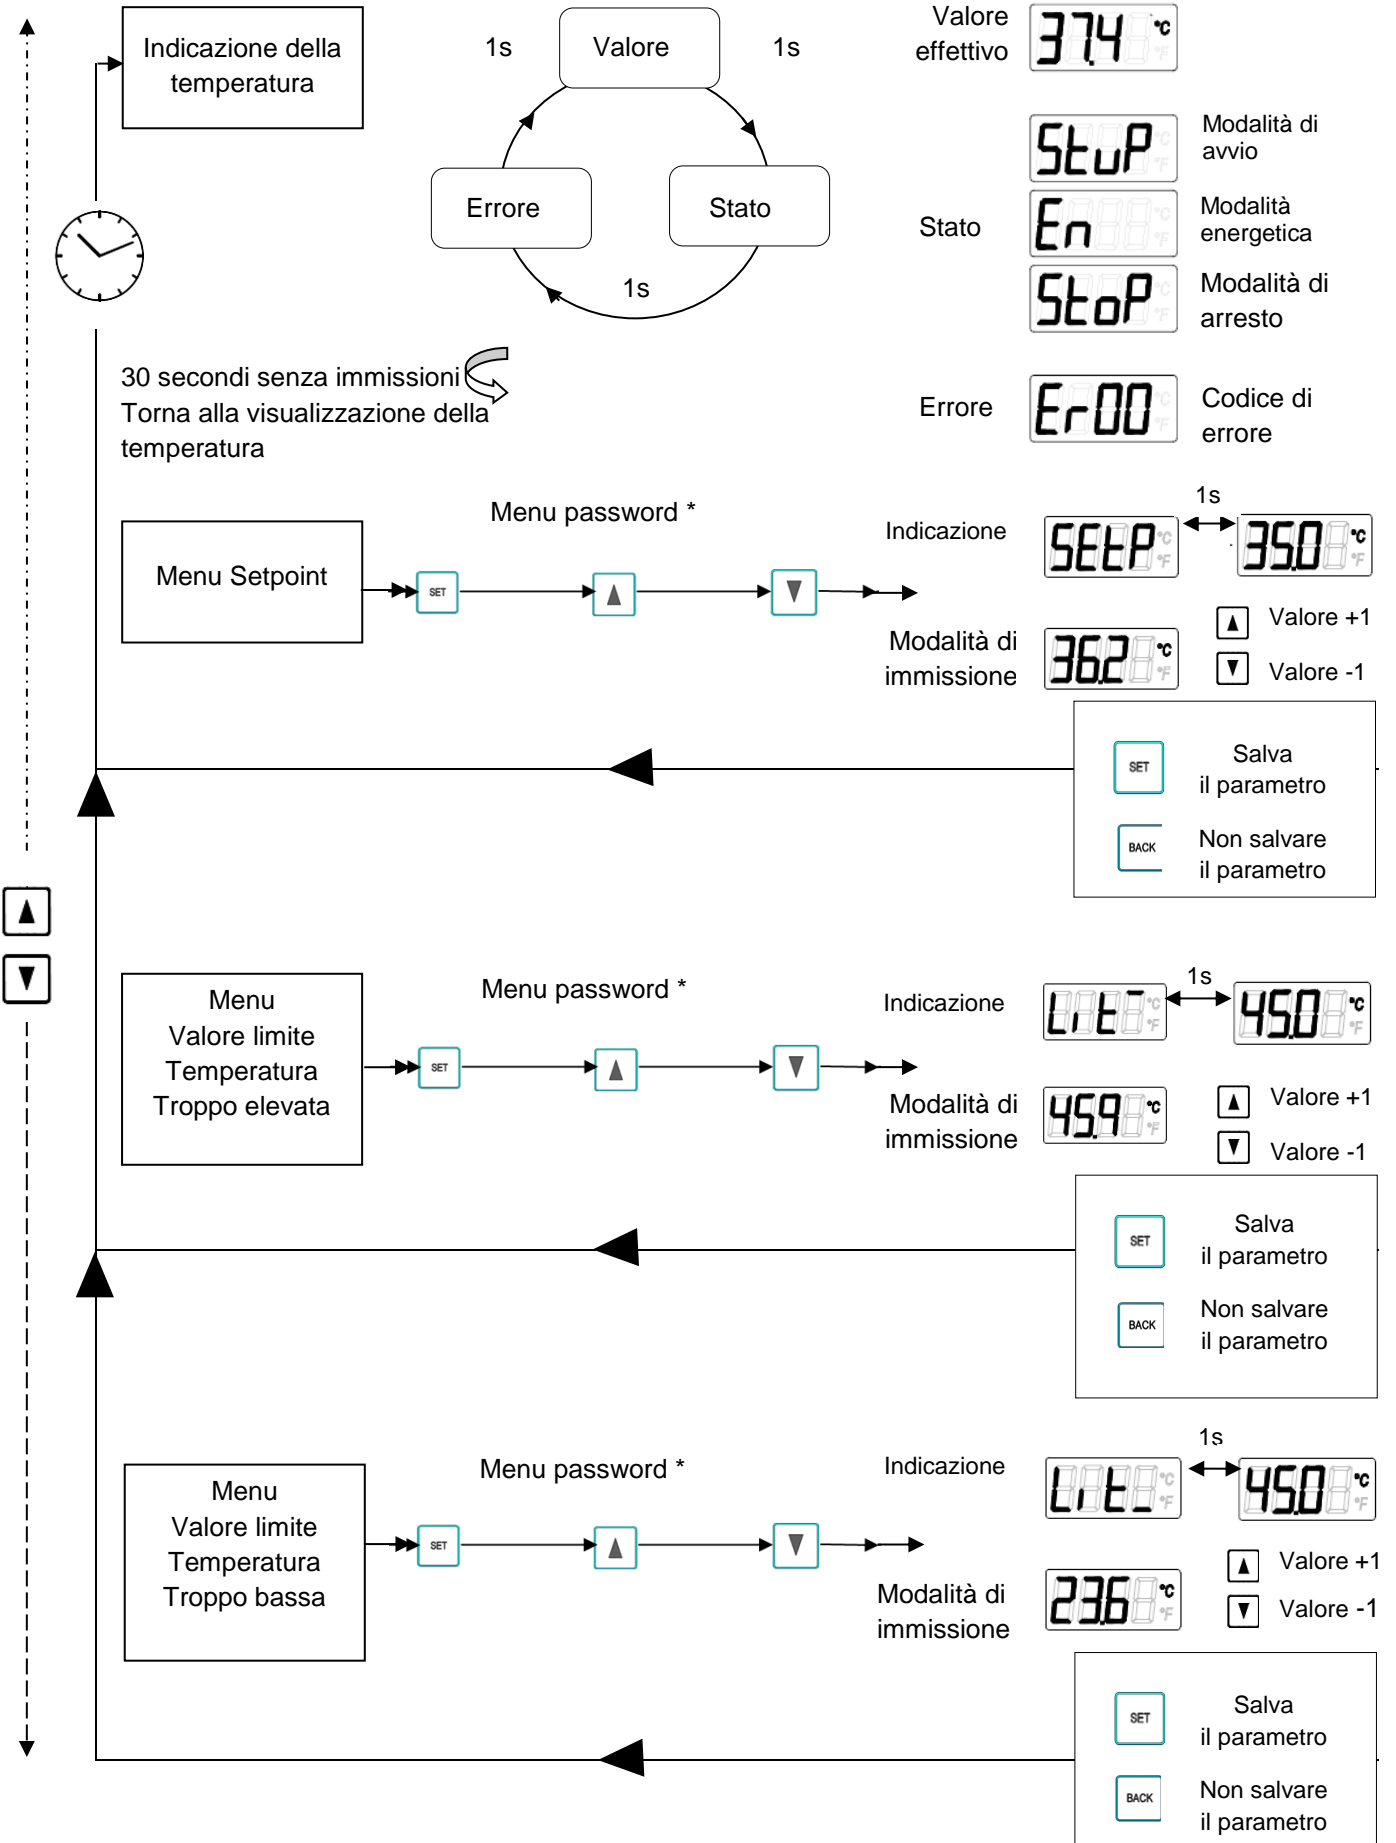 Indicazione della
temperatura
1s
Valore
1s
Errore
Stato
1s
Valore
effettivo
37.4 °C
°F
StuP °C
°F
Modalità di
avvio
Stato
En °C
°F
Modalità
energetica
StoP °C
°F
Modalità di
arresto
Errore
Er00 °C
°F
Codice di
errore
30 secondi senza immissioni
Torna alla visualizzazione della
temperatura
Menu Setpoint
Menu password *
SET
Indicazione
SEtP °C
°F
1s
35.0 °C
°F
Modalità di
immissione
36.2 °C
°F
Valore +1
Valore -1
SET
Salva
il parametro
BACK
Non salvare
il parametro
Menu
Valore limite
Temperatura
Troppo elevata
Menu password *
SET
Indicazione
Lit¯ °C
°F
1s
45.0 °C
°F
Modalità di
immissione
45.9 °C
°F
Valore +1
Valore -1
SET
Salva
il parametro
BACK
Non salvare
il parametro
Menu
Valore limite
Temperatura
Troppo bassa
Menu password *
SET
Indicazione
Lit_ °C
°F
1s
45.0 °C
°F
Modalità di
immissione
23.6 °C
°F
Valore +1
Valore -1
SET
Salva
il parametro
BACK
Non salvare
il parametro